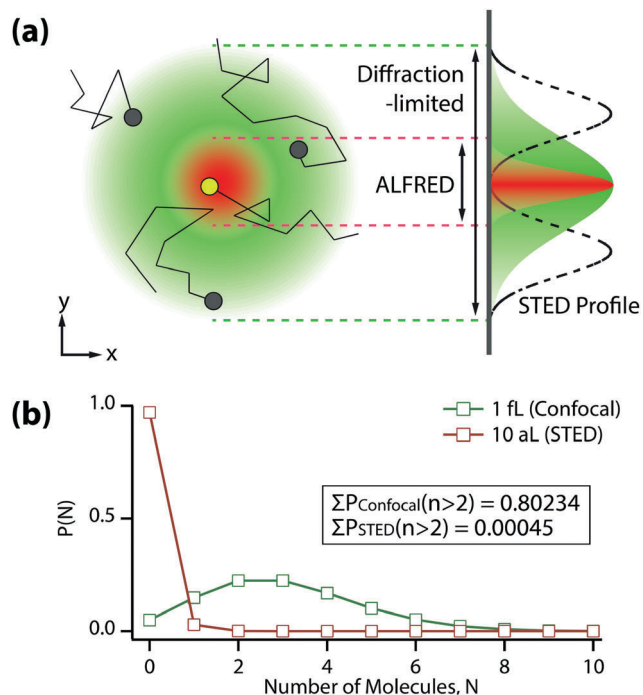 (a)
Diffraction
-limited
ALFRED
STED Profile
y
x
(b)
1.0
0.5
0.0
P(N)
1 fL (Confocal)
10 aL (STED)
ΣPConfocal(n>2) = 0.80234
ΣPSTED(n>2) = 0.00045
0 2 4 6 8 10
Number of Molecules, N